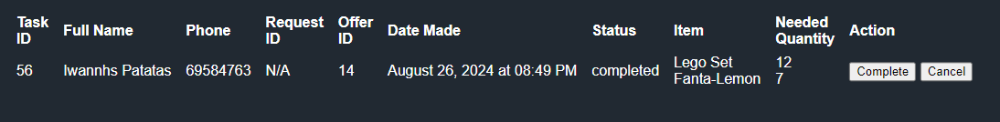 Task ID Full Name Phone Request ID Offer ID Date Made Status Item Needed Quantity Action
56 Iwannhs Patatas 69584763 N/A 14 August 26, 2024 at 08:49 PM completed Lego Set 12 Complete Cancel
Fanta-Lemon 7